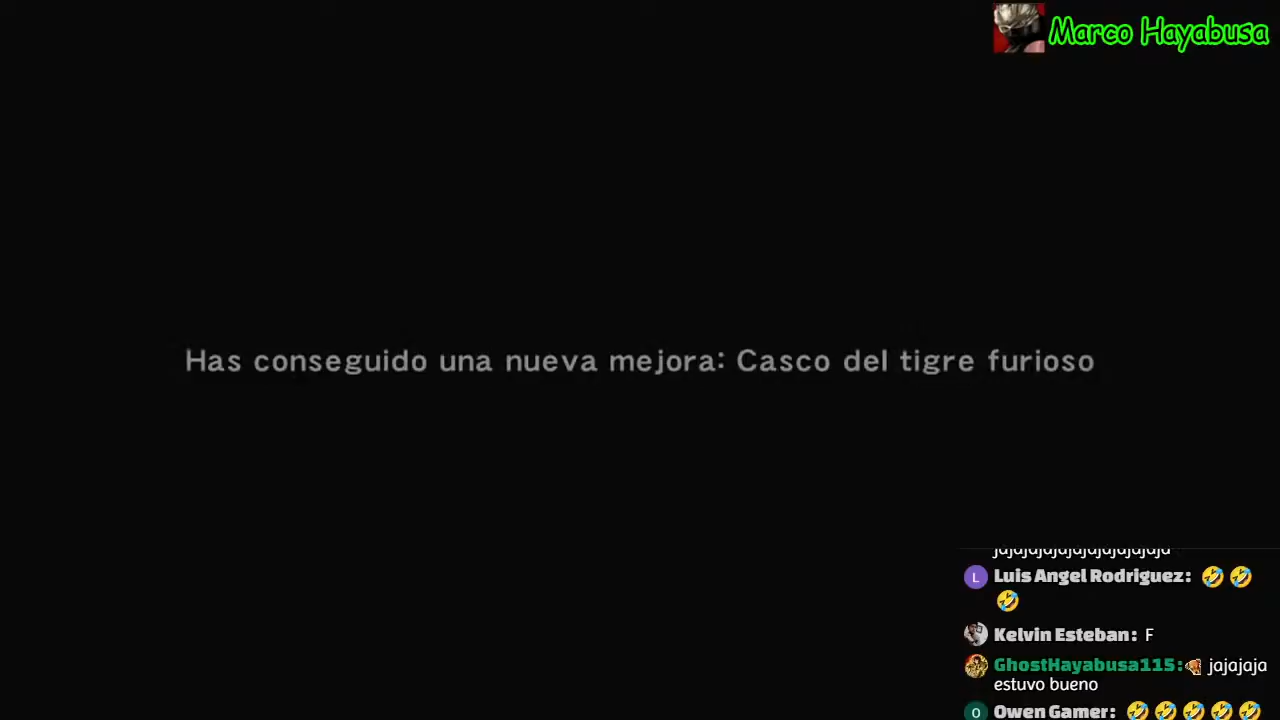 Marco Hayabusa
Has conseguido una nueva mejora: Casco del tigre furioso
jajajajajajajajajajajaja
L Luis Angel Rodriguez: 🤣🤣
🤣
Kelvin Esteban: F
GhostHayabusa115: jajajaja
estuvo bueno
O Owen Gamer: 🤣🤣🤣🤣🤣